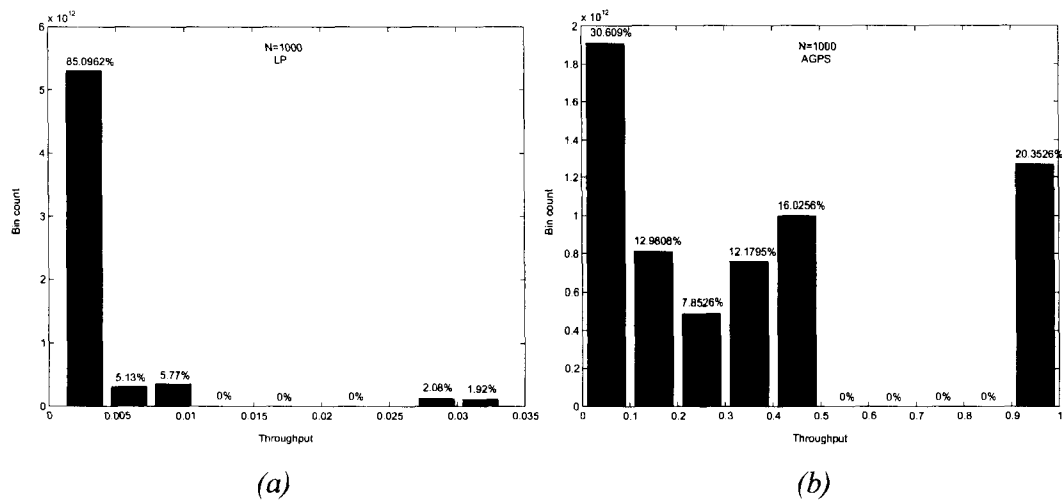 x 10^12
N=1000
LP
85.0962%
5.13%
5.77%
0%
0%
0%
2.08%
1.92%
6
5
4
3
2
1
0
Bin count
0 0.005 0.01 0.015 0.02 0.025 0.03 0.035
Throughput
(a)
x 10^12
N=1000
AGPS
30.609%
12.9808%
7.8526%
12.1795%
16.0256%
0%
0%
0%
0%
20.3526%
2
1.8
1.6
1.4
1.2
1
0.8
0.6
0.4
0.2
0
Bin count
0 0.1 0.2 0.3 0.4 0.5 0.6 0.7 0.8 0.9 1
Throughput
(b)